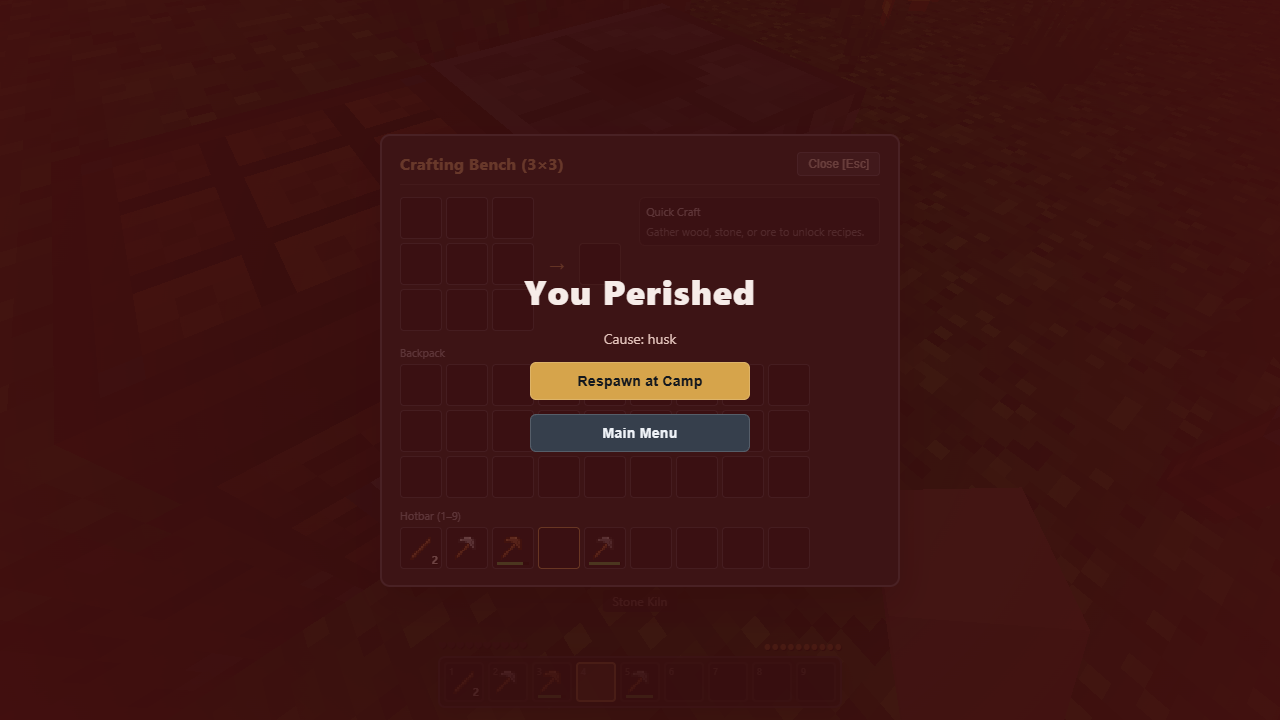 Crafting Bench (3×3)
Close [Esc]
Quick Craft
Gather wood, stone, or ore to unlock recipes.
→
You Perished
Cause: husk
Backpack
Respawn at Camp
Main Menu
Hotbar (1–9)
2
Stone Kiln
2